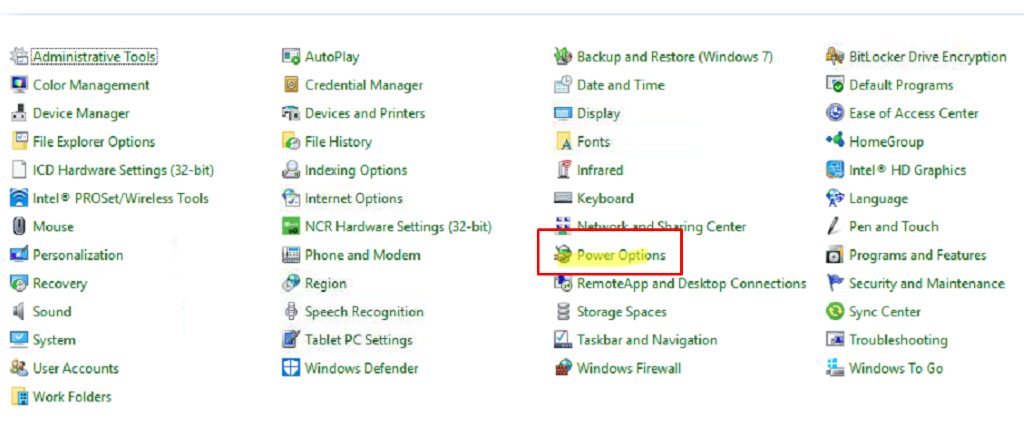 Administrative Tools AutoPlay Backup and Restore (Windows 7) BitLocker Drive Encryption
Color Management Credential Manager Date and Time Default Programs
Device Manager Devices and Printers Display Ease of Access Center
File Explorer Options File History Fonts HomeGroup
ICD Hardware Settings (32-bit) Indexing Options Infrared Intel® HD Graphics
Intel® PROSet/Wireless Tools Internet Options Keyboard Language
Mouse NCR Hardware Settings (32-bit) Network and Sharing Center Pen and Touch
Personalization Phone and Modem Power Options Programs and Features
Recovery Region RemoteApp and Desktop Connections Security and Maintenance
Sound Speech Recognition Storage Spaces Sync Center
System Tablet PC Settings Taskbar and Navigation Troubleshooting
User Accounts Windows Defender Windows Firewall Windows To Go
Work Folders